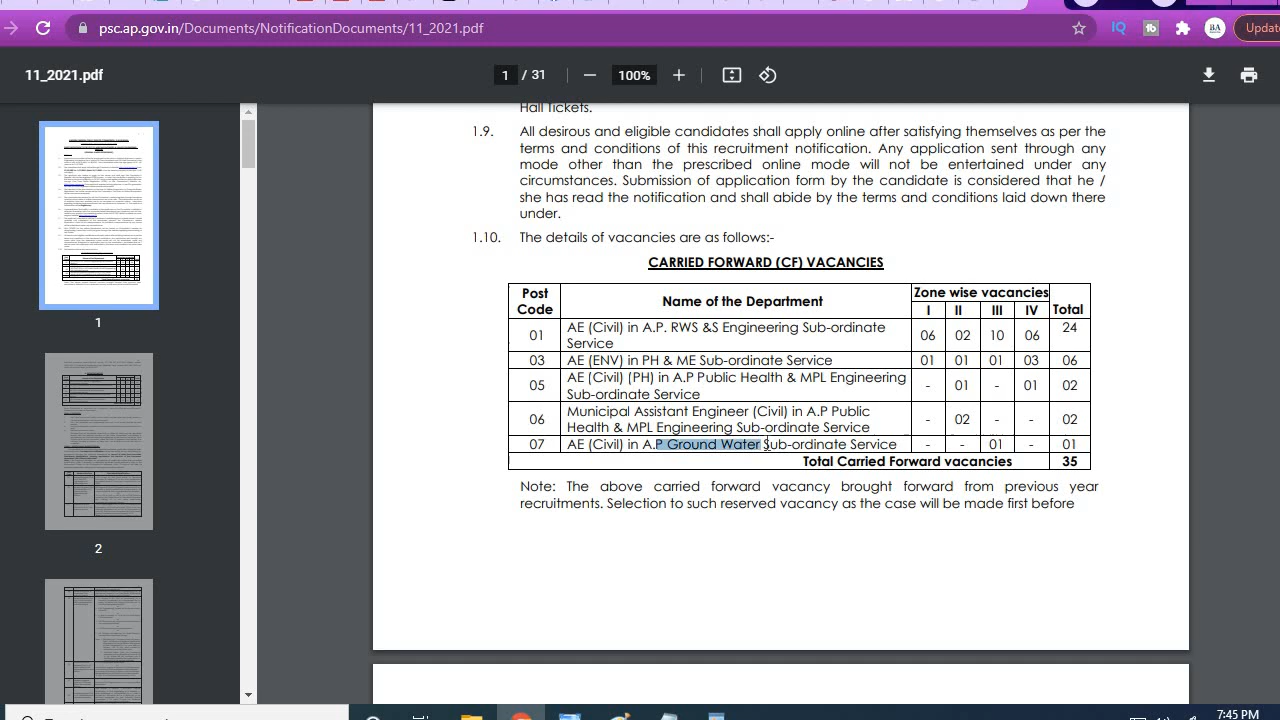 psc.ap.gov.in/Documents/NotificationDocuments/11_2021.pdf
IQ
BA
Updat
11_2021.pdf
1 / 31
100%
Hall Tickets.
1.9. All desirous and eligible candidates shall apply online after satisfying themselves as per the
terms and conditions of this recruitment notification. Any application sent through any
mode other than the prescribed online mode will not be entertained under any
circumstances. Submission of application form by the candidate is considered that he /
she has read the notification and shall abide by the terms and conditions laid down there
under.
1.10. The details of vacancies are as follows:-
CARRIED FORWARD (CF) VACANCIES
Post Code Name of the Department Zone wise vacancies Total
I II III IV
01 AE (Civil) in A.P. RWS &S Engineering Sub-ordinate Service 06 02 10 06 24
03 AE (ENV) in PH & ME Sub-ordinate Service 01 01 01 03 06
05 AE (Civil) (PH) in A.P Public Health & MPL Engineering Sub-ordinate Service - 01 - 01 02
06 Municipal Assistant Engineer (Civil) in A.P Public Health & MPL Engineering Sub-ordinate Service - 02 - - 02
07 AE (Civil) in A.P Ground Water Sub-ordinate Service - - 01 - 01
Total Carried Forward vacancies 35
Note: The above carried forward vacancy brought forward from previous year
recruitments. Selection to such reserved vacancy as the case will be made first before
1
2
7:45 PM